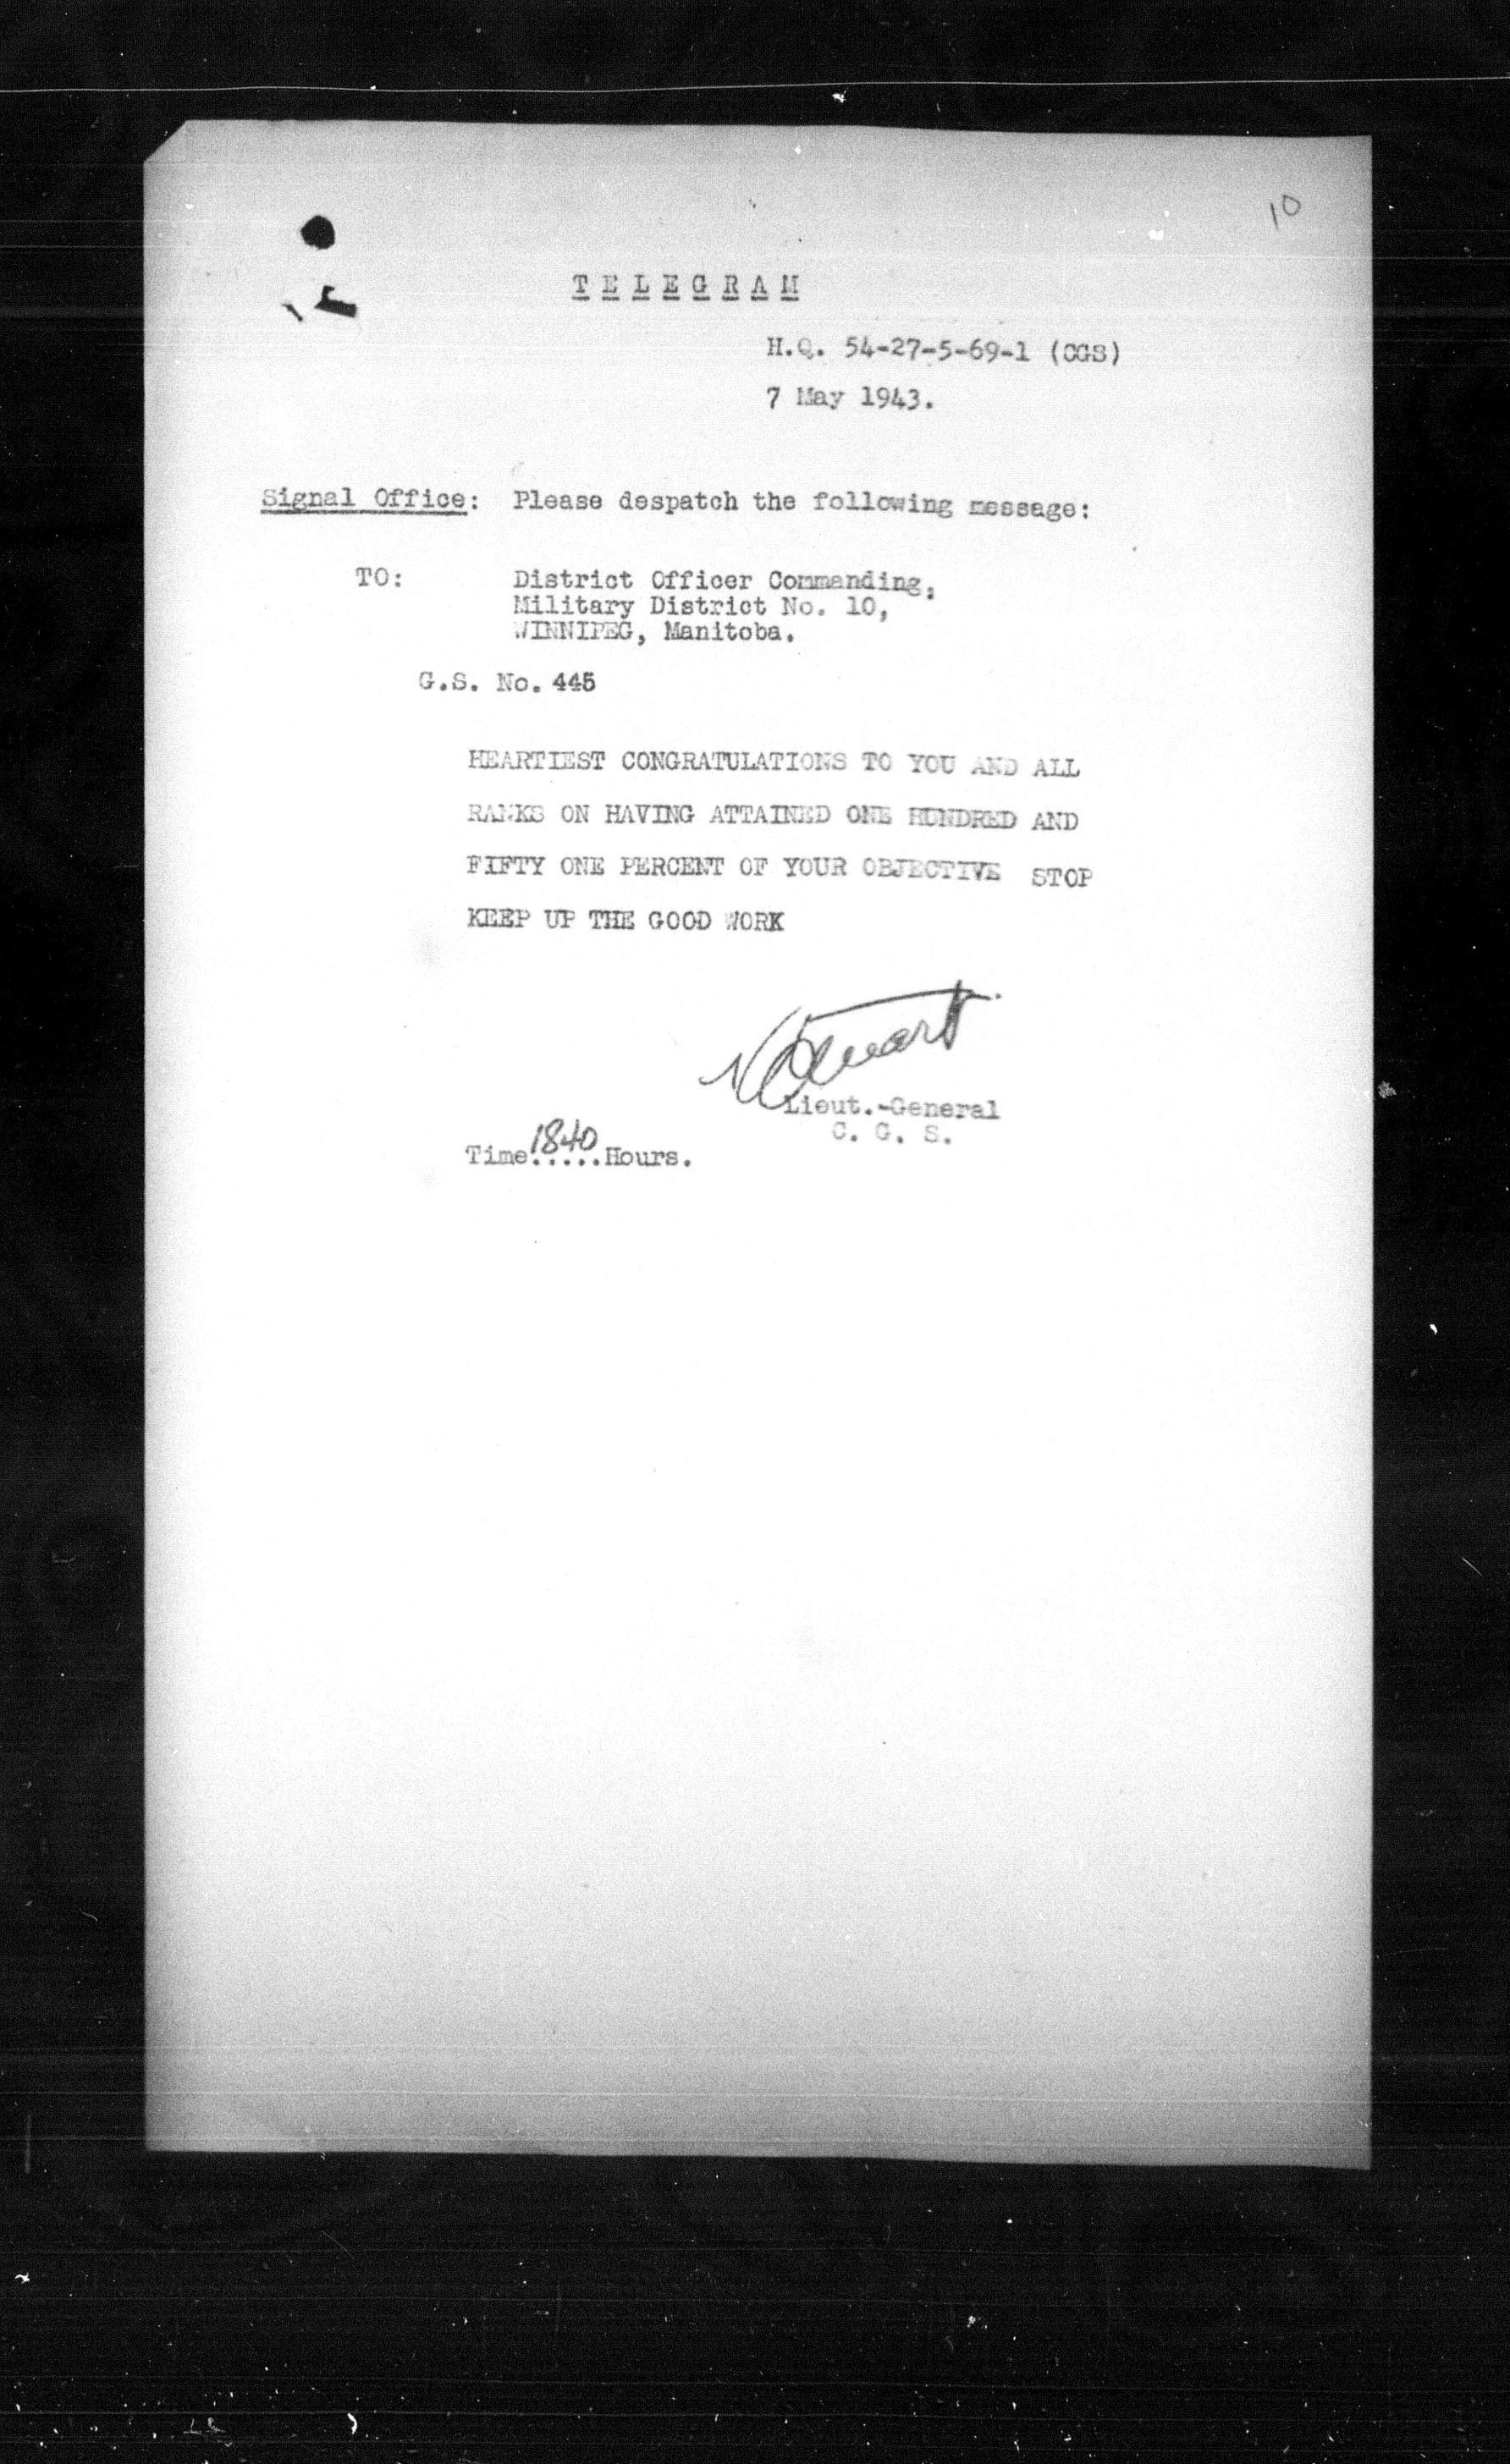 10
TELEGRAM
H.Q. 54-27-5-69-1 (CGS)
7 May 1943.
Signal Office: Please despatch the following message:
TO: District Officer Commanding,
Military District No. 10,
WINNIPEG, Manitoba.
G.S. No. 445
HEARTIEST CONGRATULATIONS TO YOU AND ALL
RANKS ON HAVING ATTAINED ONE HUNDRED AND
FIFTY ONE PERCENT OF YOUR OBJECTIVE STOP
KEEP UP THE GOOD WORK
Stuart
Lieut.-General
C. G. S.
Time 1840 Hours.